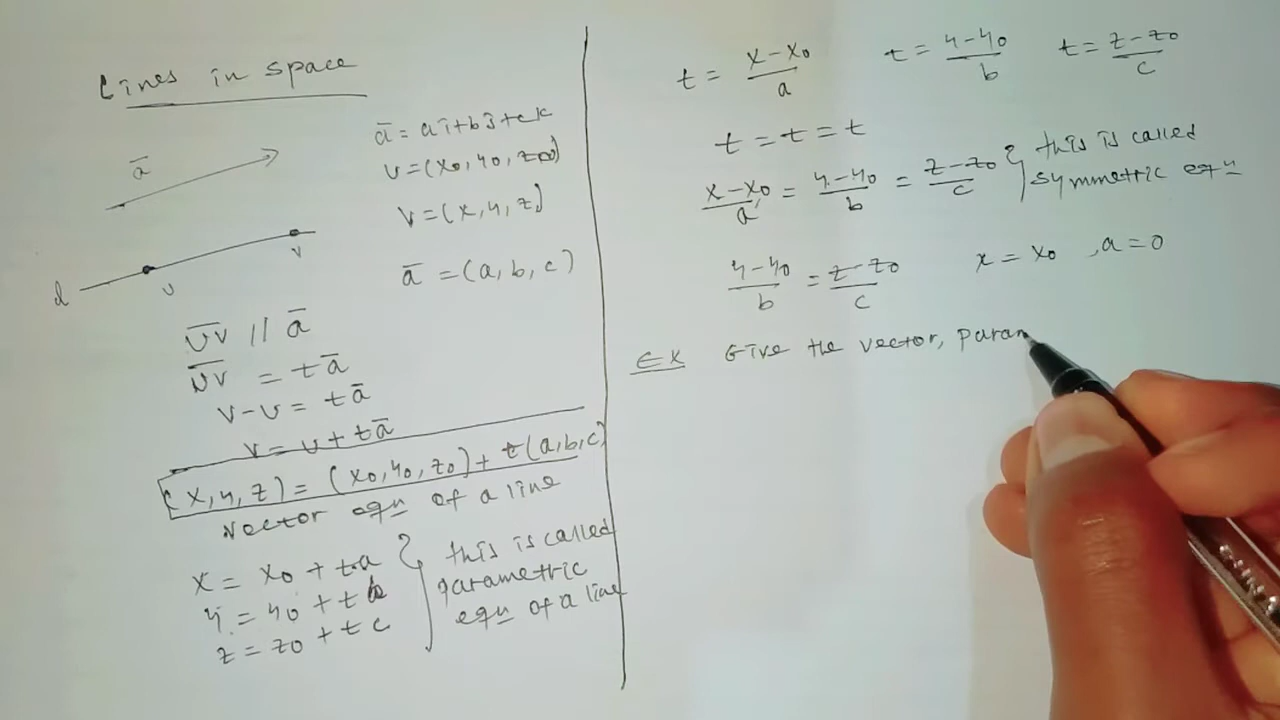 Lines in space
ā
ā = ai+bj+ck
u=(x0,y0,z0)
v=(x,y,z)
ā =(a,b,c)
d
u
v
uv // ā
uv = tā
v-u = tā
v = u+tā
(x,y,z) = (x0,y0,z0)+t(a,b,c)
vector eqn of a line
x = x0 + ta
y = y0 + tb
z = z0 + tc
this is called
parametric
eqn of a line
t = x-x0/a t = y-y0/b t = z-z0/c
t = t = t
x-x0/a = y-y0/b = z-z0/c
this is called
symmetric eqn
y-y0/b = z-z0/c x = x0 , a=0
EX Give the vector, param